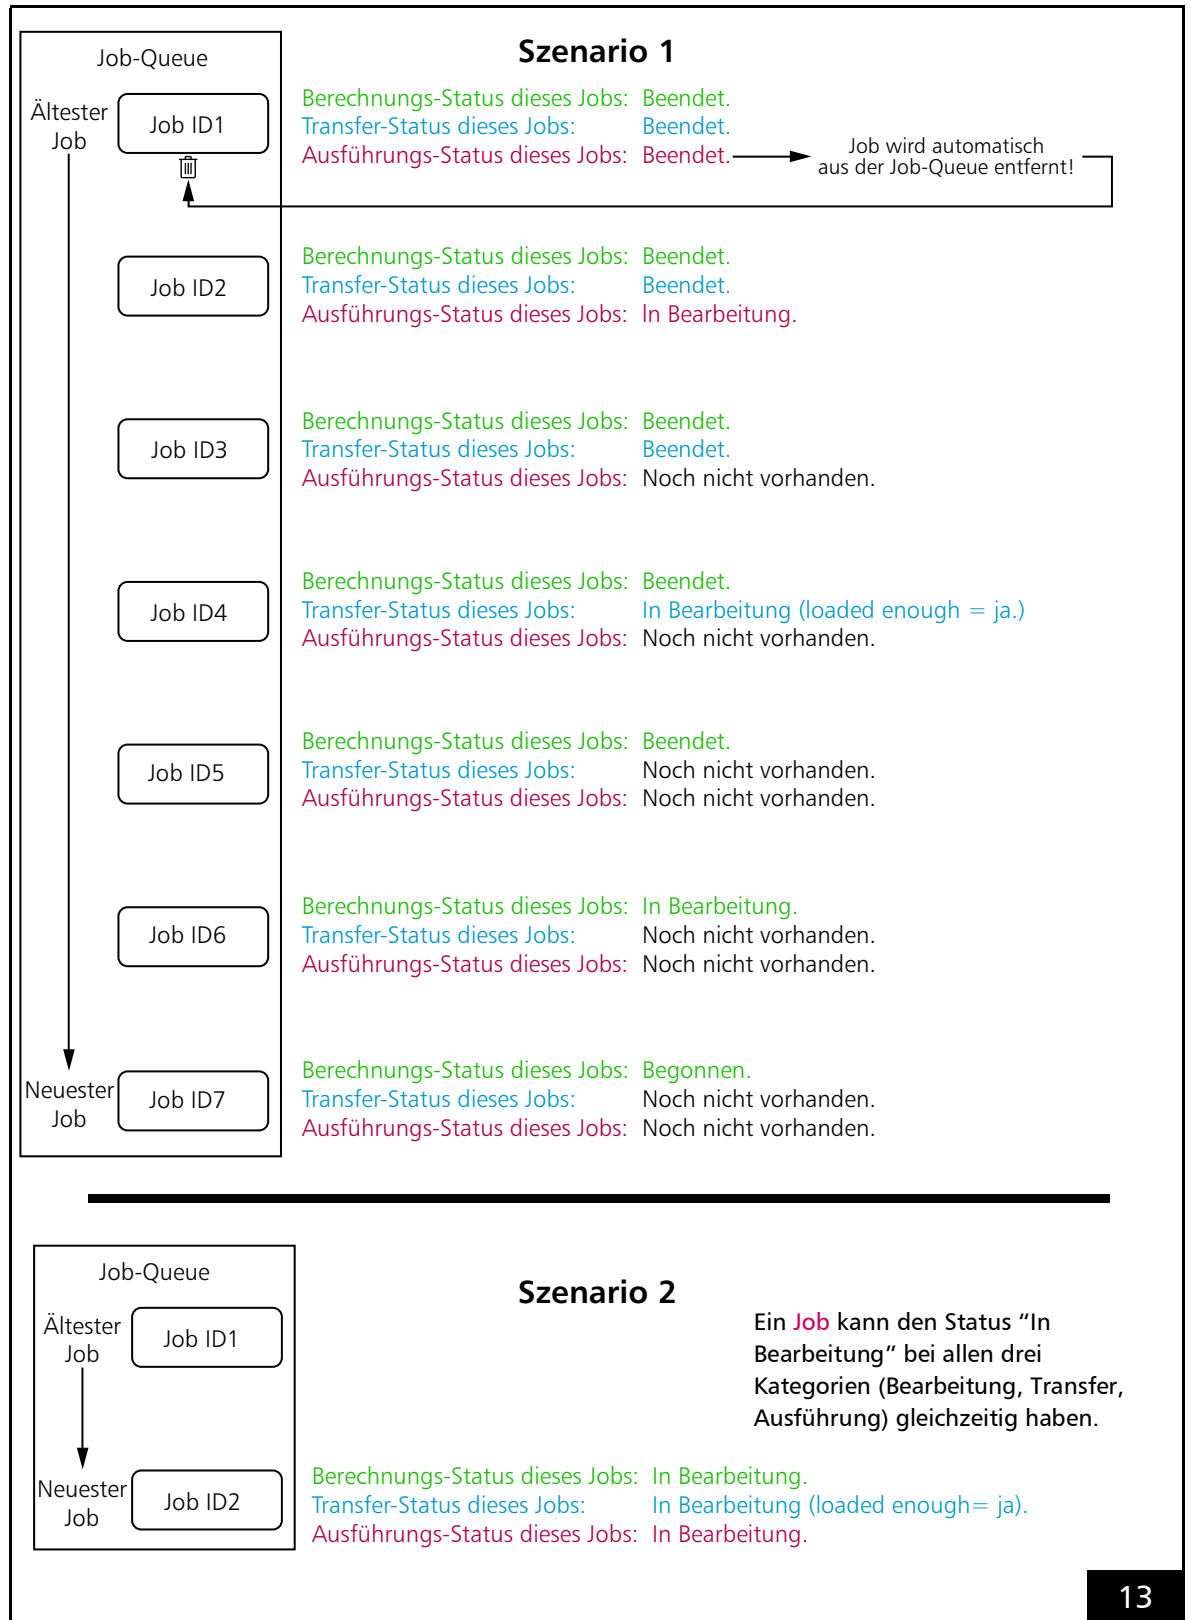 Job-Queue
Szenario 1
Ältester
Job
Job ID1
Berechnungs-Status dieses Jobs: Beendet.
Transfer-Status dieses Jobs: Beendet.
Ausführungs-Status dieses Jobs: Beendet.
Job wird automatisch
aus der Job-Queue entfernt!
Job ID2
Berechnungs-Status dieses Jobs: Beendet.
Transfer-Status dieses Jobs: Beendet.
Ausführungs-Status dieses Jobs: In Bearbeitung.
Job ID3
Berechnungs-Status dieses Jobs: Beendet.
Transfer-Status dieses Jobs: Beendet.
Ausführungs-Status dieses Jobs: Noch nicht vorhanden.
Job ID4
Berechnungs-Status dieses Jobs: Beendet.
Transfer-Status dieses Jobs: In Bearbeitung (loaded enough = ja.)
Ausführungs-Status dieses Jobs: Noch nicht vorhanden.
Job ID5
Berechnungs-Status dieses Jobs: Beendet.
Transfer-Status dieses Jobs: Noch nicht vorhanden.
Ausführungs-Status dieses Jobs: Noch nicht vorhanden.
Job ID6
Berechnungs-Status dieses Jobs: In Bearbeitung.
Transfer-Status dieses Jobs: Noch nicht vorhanden.
Ausführungs-Status dieses Jobs: Noch nicht vorhanden.
Neuester
Job
Job ID7
Berechnungs-Status dieses Jobs: Begonnen.
Transfer-Status dieses Jobs: Noch nicht vorhanden.
Ausführungs-Status dieses Jobs: Noch nicht vorhanden.
Job-Queue
Szenario 2
Ältester
Job
Job ID1
Ein Job kann den Status “In
Bearbeitung” bei allen drei
Kategorien (Bearbeitung, Transfer,
Ausführung) gleichzeitig haben.
Neuester
Job
Job ID2
Berechnungs-Status dieses Jobs: In Bearbeitung.
Transfer-Status dieses Jobs: In Bearbeitung (loaded enough= ja).
Ausführungs-Status dieses Jobs: In Bearbeitung.
13